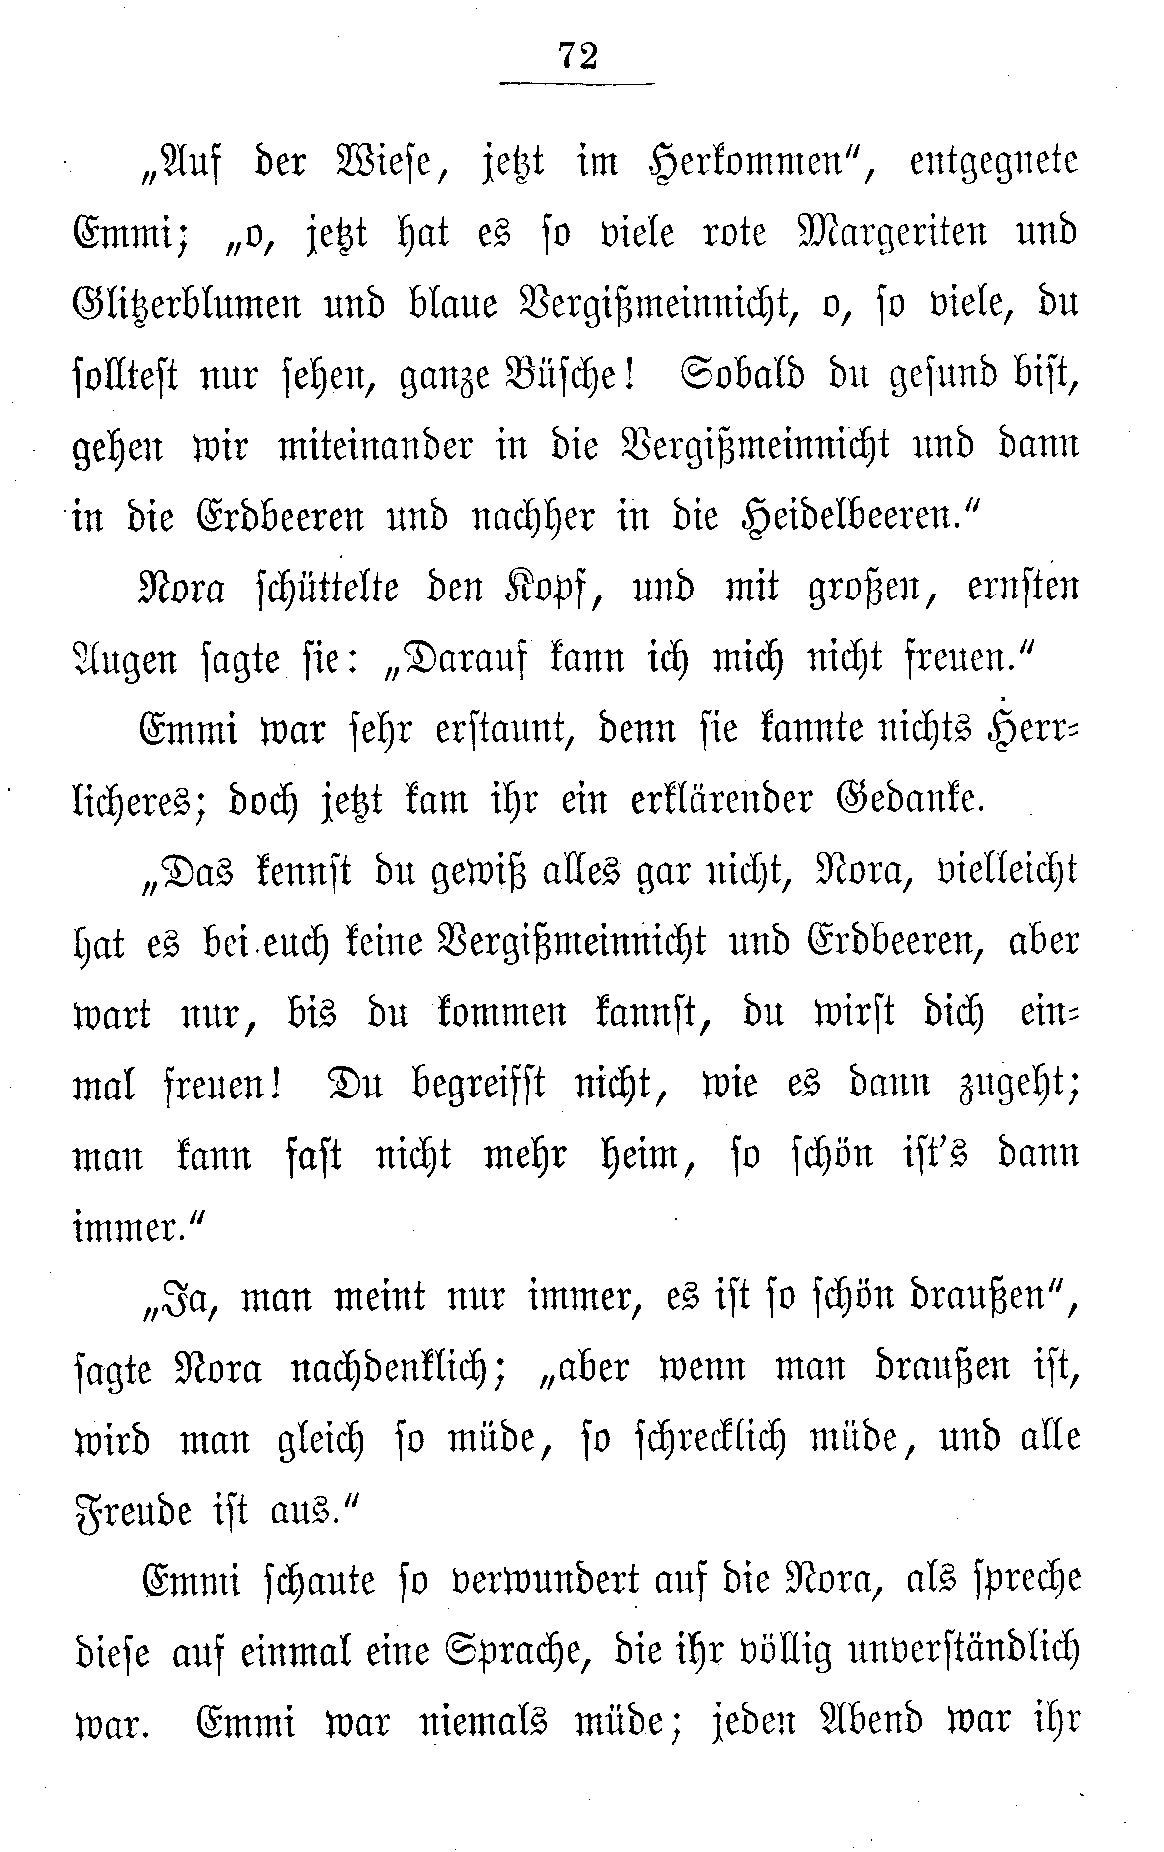 72
„Auf der Wiese, jetzt im Herkommen“, entgegnete
Emmi; „o, jetzt hat es so viele rote Margeriten und
Glitzerblumen und blaue Vergißmeinnicht, o, so viele, du
solltest nur sehen, ganze Büsche! Sobald du gesund bist,
gehen wir miteinander in die Vergißmeinnicht und dann
in die Erdbeeren und nachher in die Heidelbeeren.“
Nora schüttelte den Kopf, und mit großen, ernsten
Augen sagte sie: „Darauf kann ich mich nicht freuen.“
Emmi war sehr erstaunt, denn sie kannte nichts Herr-
licheres; doch jetzt kam ihr ein erklärender Gedanke.
„Das kennst du gewiß alles gar nicht, Nora, vielleicht
hat es bei euch keine Vergißmeinnicht und Erdbeeren, aber
wart nur, bis du kommen kannst, du wirst dich ein-
mal freuen! Du begreifst nicht, wie es dann zugeht;
man kann fast nicht mehr heim, so schön ist’s dann
immer.“
„Ja, man meint nur immer, es ist so schön draußen“,
sagte Nora nachdenklich; „aber wenn man draußen ist,
wird man gleich so müde, so schrecklich müde, und alle
Freude ist aus.“
Emmi schaute so verwundert auf die Nora, als spreche
diese auf einmal eine Sprache, die ihr völlig unverständlich
war. Emmi war niemals müde; jeden Abend war ihr